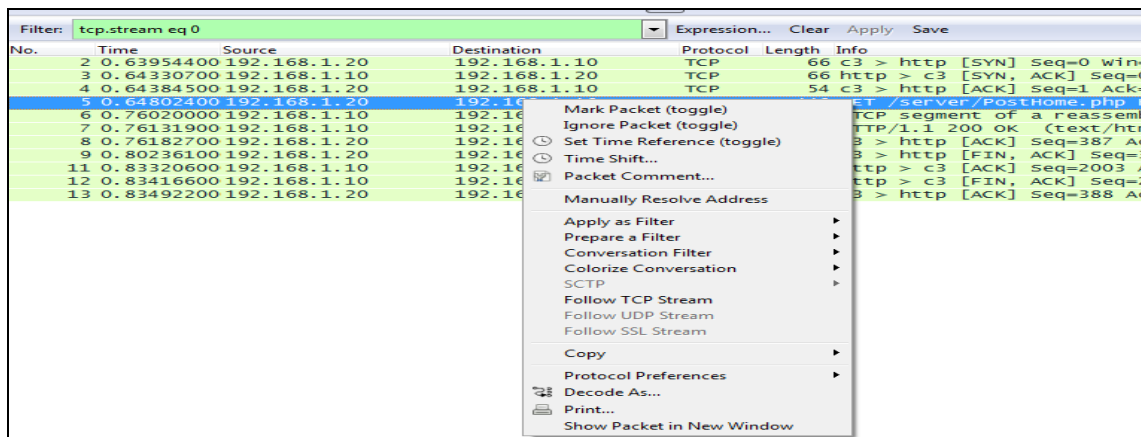 Filter: tcp.stream eq 0 Expression... Clear Apply Save
No. Time Source Destination Protocol Length Info
2 0.63954400 192.168.1.20 192.168.1.10 TCP 66 c3 > http [SYN] Seq=0 Win
3 0.64330700 192.168.1.10 192.168.1.20 TCP 66 http > c3 [SYN, ACK] Seq=
4 0.64384500 192.168.1.20 192.168.1.10 TCP 54 c3 > http [ACK] Seq=1 Ack=
5 0.64802400 192.168.1.20 192.16 ET /server/PostHome.php
6 0.76020000 192.168.1.10 192.16 TCP segment of a reassem
7 0.76131900 192.168.1.10 192.16 TTP/1.1 200 OK (text/ht
8 0.76182700 192.168.1.20 192.16 3 > http [ACK] Seq=387 A
9 0.80236100 192.168.1.20 192.16 3 > http [FIN, ACK] Seq=
11 0.83320600 192.168.1.10 192.16 ttp > c3 [ACK] Seq=2003
12 0.83416600 192.168.1.10 192.16 ttp > c3 [FIN, ACK] Seq=
13 0.83492200 192.168.1.20 192.16 3 > http [ACK] Seq=388 A
Mark Packet (toggle)
Ignore Packet (toggle)
Set Time Reference (toggle)
Time Shift...
Packet Comment...
Manually Resolve Address
Apply as Filter
Prepare a Filter
Conversation Filter
Colorize Conversation
SCTP
Follow TCP Stream
Follow UDP Stream
Follow SSL Stream
Copy
Protocol Preferences
Decode As...
Print...
Show Packet in New Window